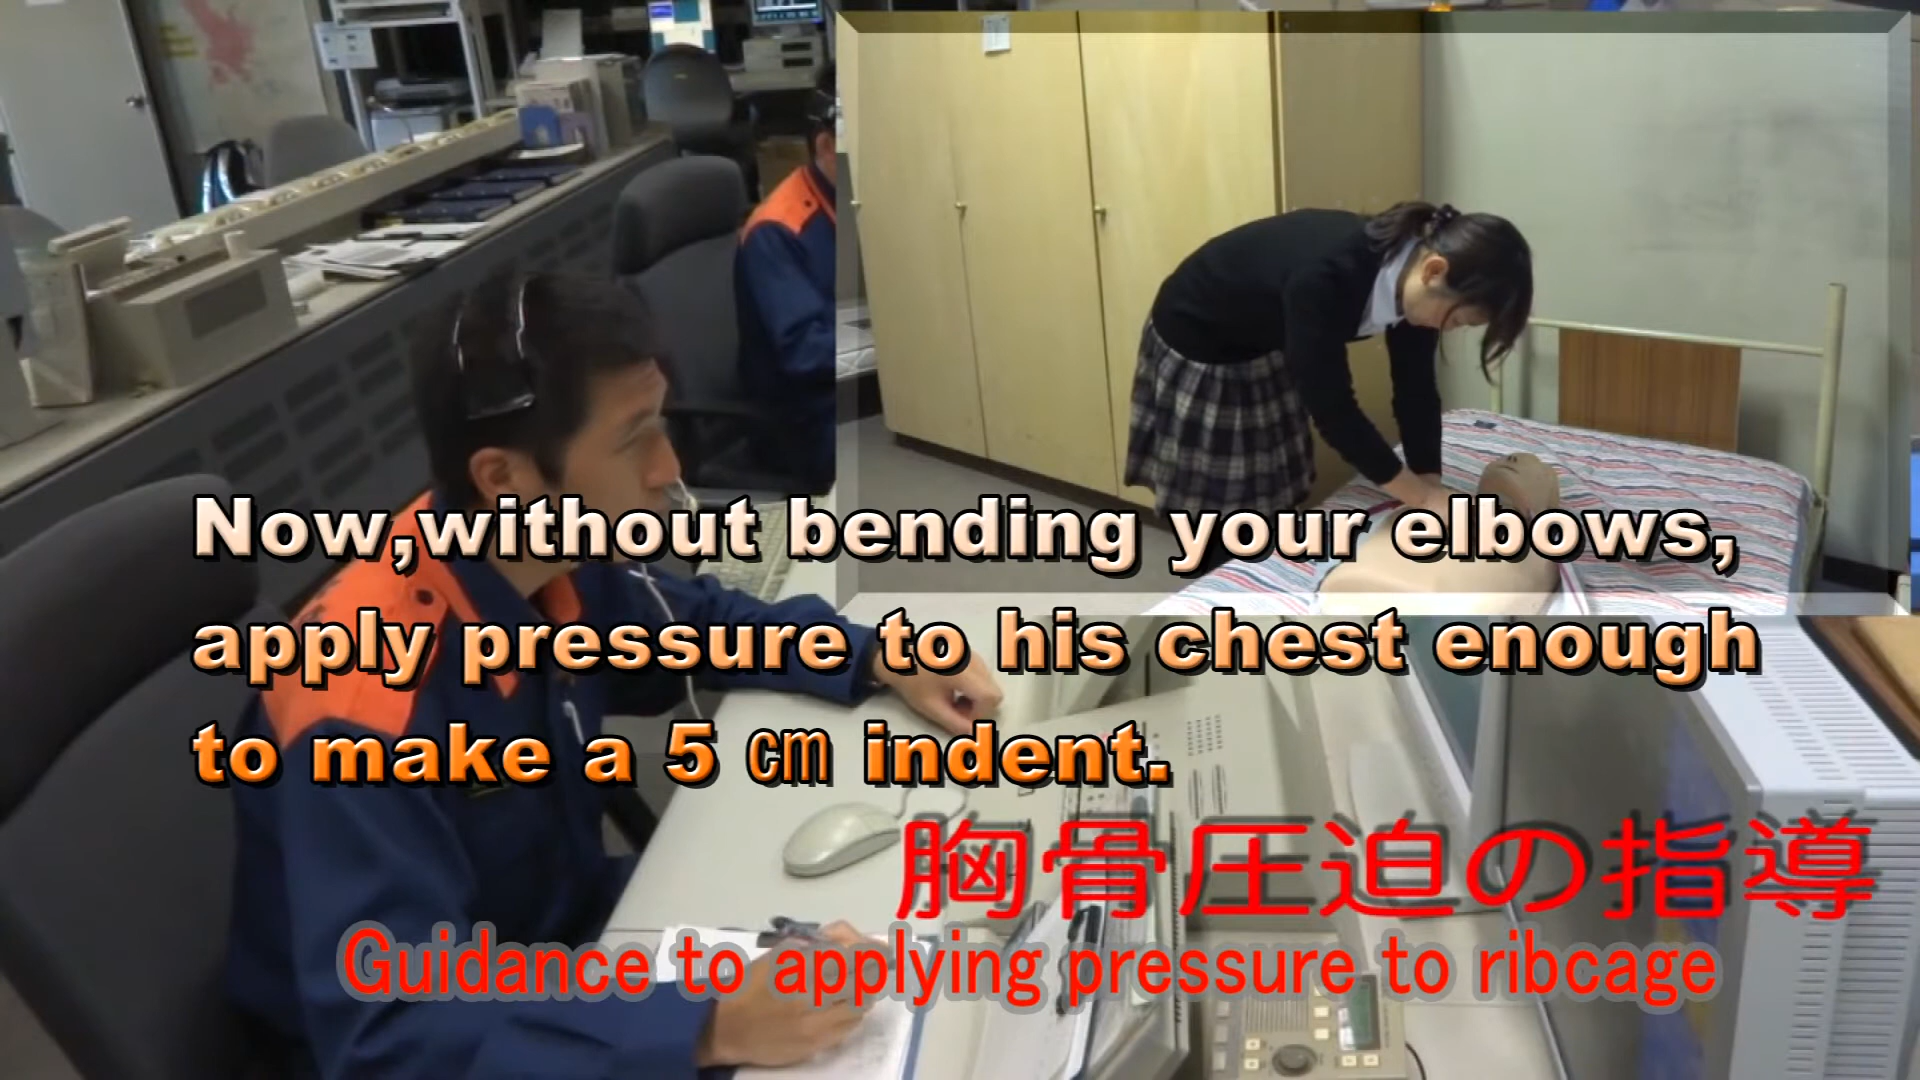 Now,without bending your elbows,
apply pressure to his chest enough
to make a 5 ㎝ indent.
胸骨圧迫の指導
Guidance to applying pressure to ribcage